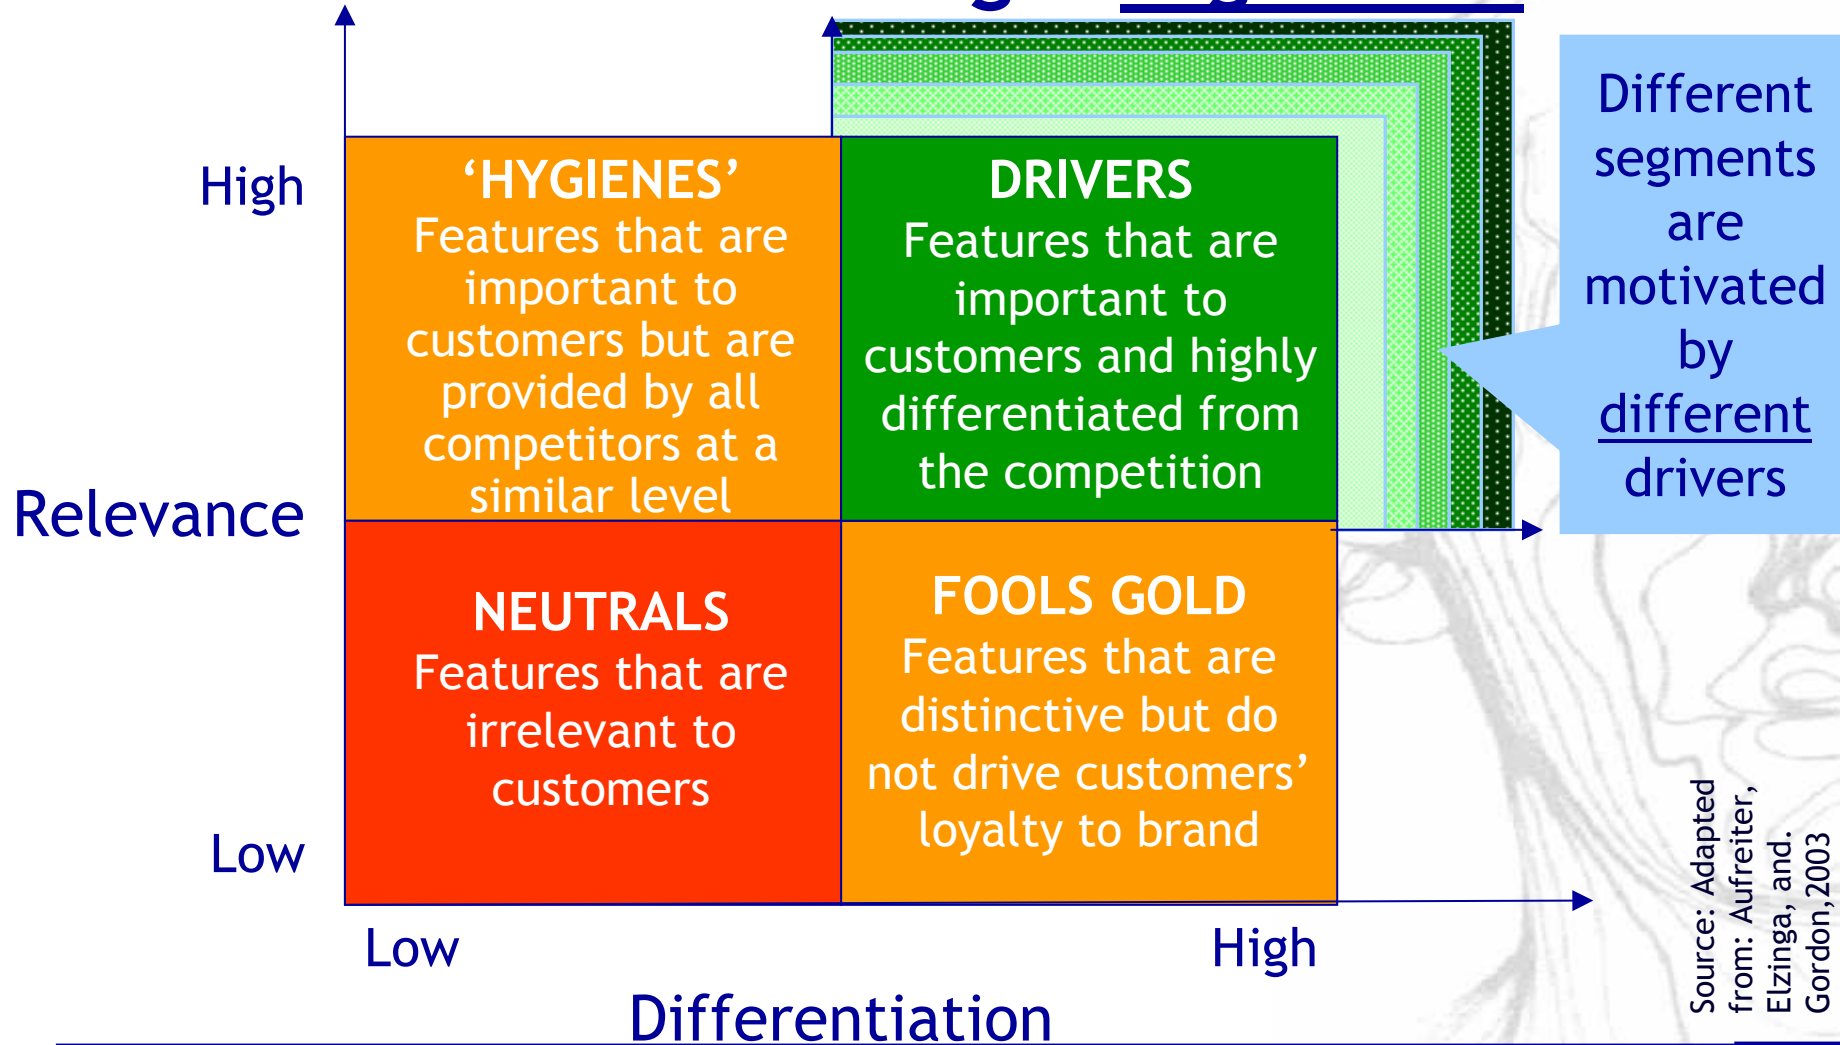 High
Relevance
Low
‘HYGIENES’
Features that are
important to
customers but are
provided by all
competitors at a
similar level
DRIVERS
Features that are
important to
customers and highly
differentiated from
the competition
NEUTRALS
Features that are
irrelevant to
customers
FOOLS GOLD
Features that are
distinctive but do
not drive customers’
loyalty to brand
Low
High
Differentiation
Different
segments
are
motivated
by
different
drivers
Source: Adapted
from: Aufreiter,
Elzinga, and.
Gordon,2003